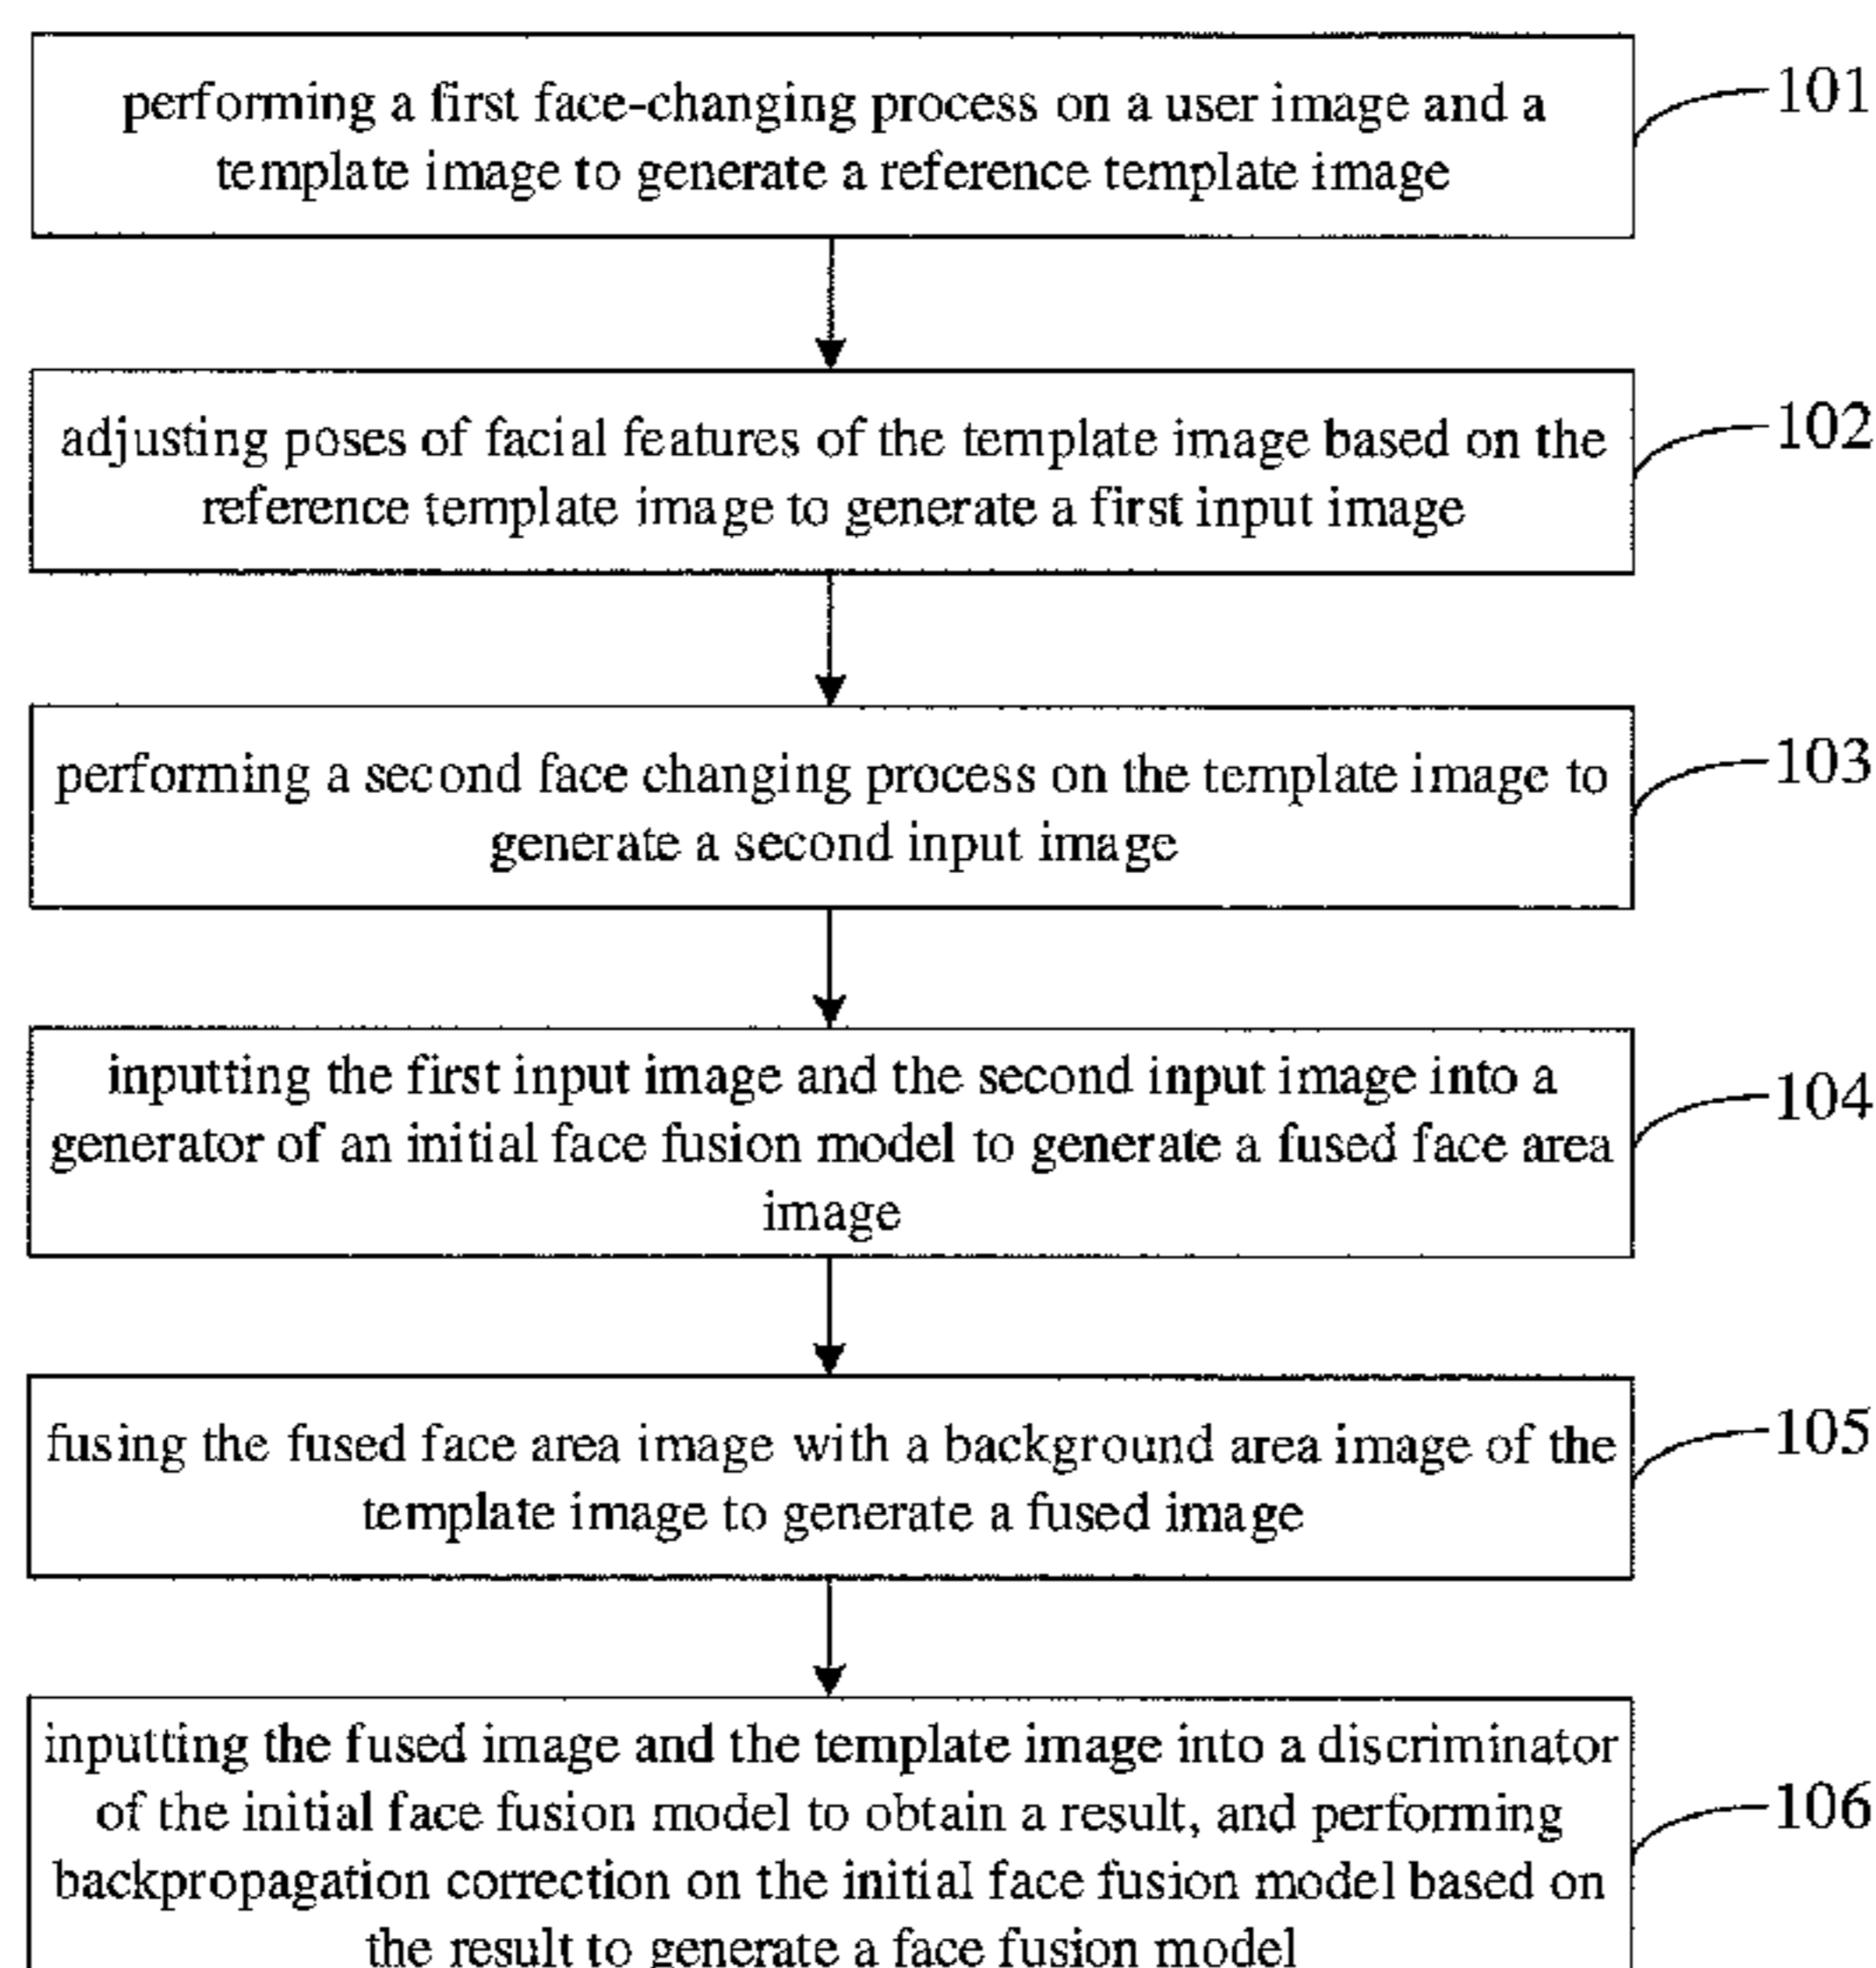 performing a first face-changing process on a user image and a
template image to generate a reference template image
101
adjusting poses of facial features of the template image based on the
reference template image to generate a first input image
102
performing a second face changing process on the template image to
generate a second input image
103
inputting the first input image and the second input image into a
generator of an initial face fusion model to generate a fused face area
image
104
fusing the fused face area image with a background area image of the
template image to generate a fused image
105
inputting the fused image and the template image into a discriminator
of the initial face fusion model to obtain a result, and performing
backpropagation correction on the initial face fusion model based on
the result to generate a face fusion model
106